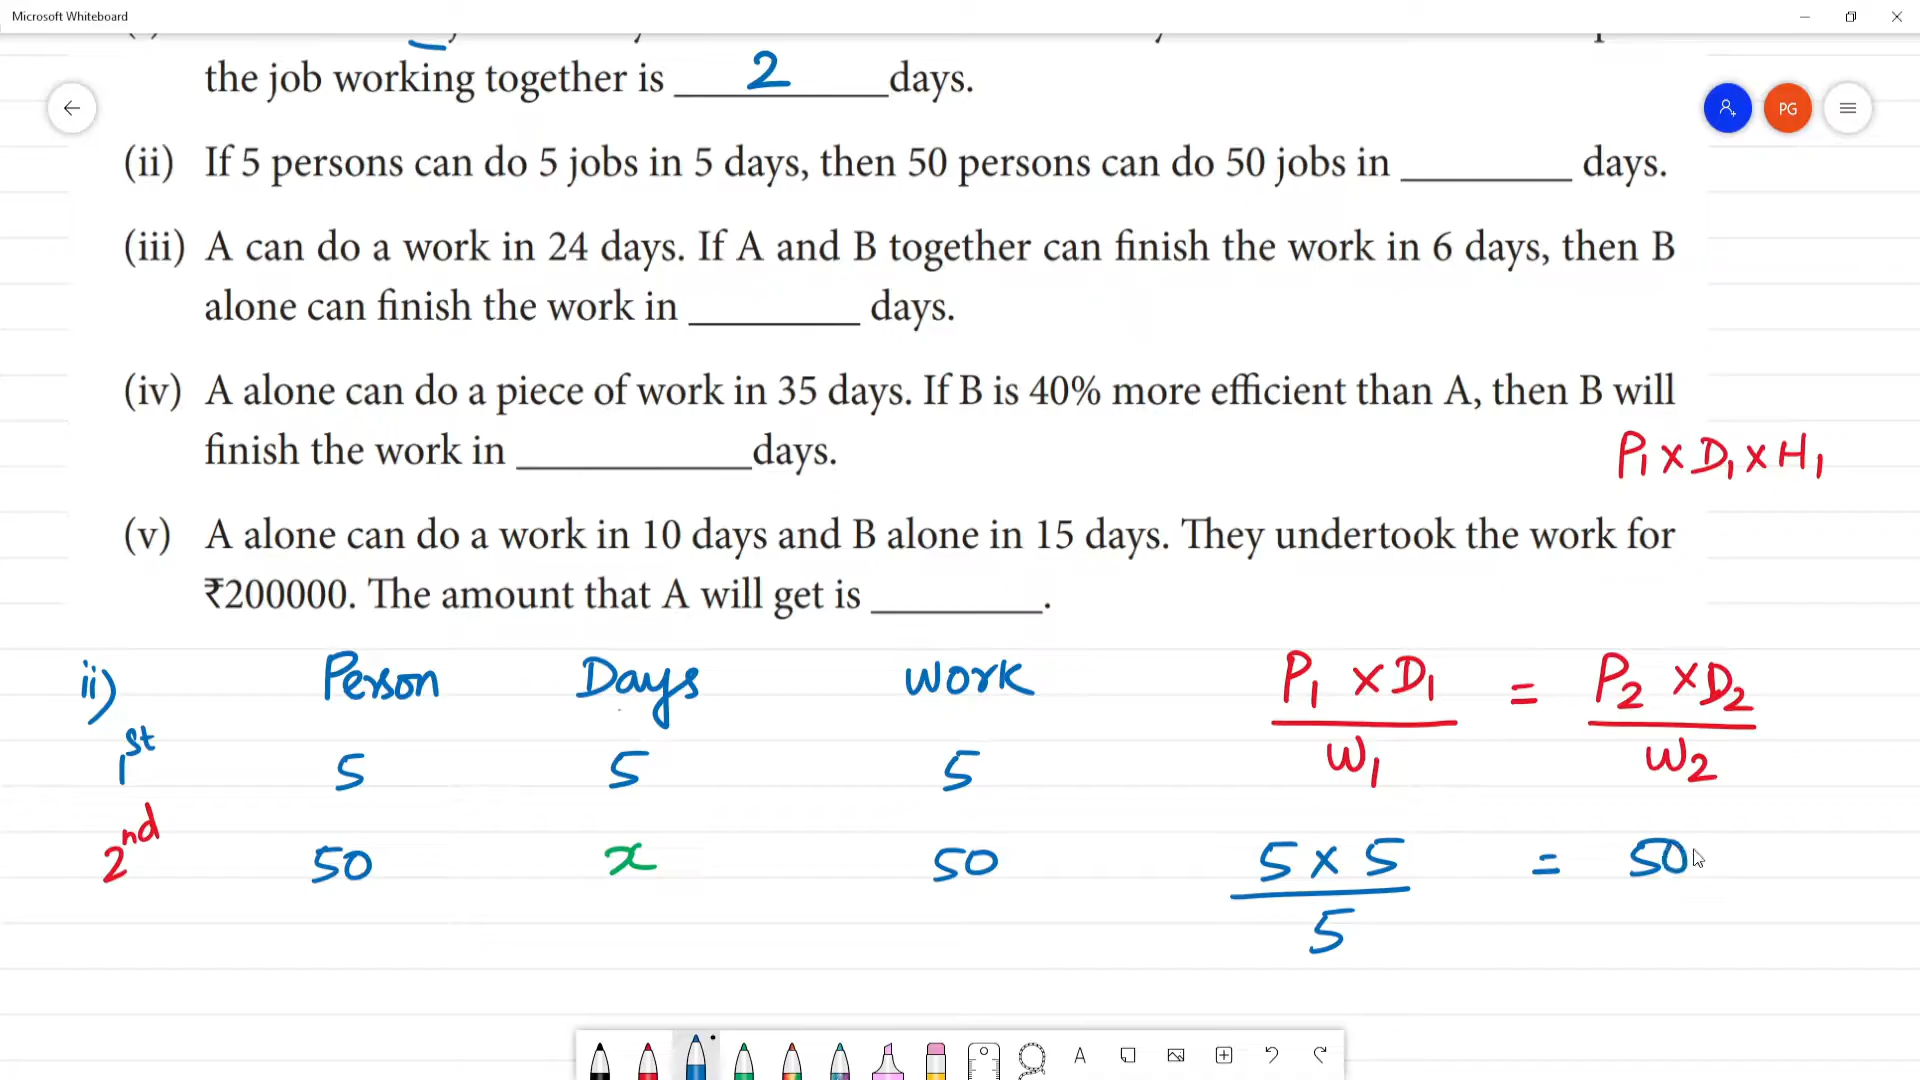 Microsoft Whiteboard
the job working together is 2 days.
PG
(ii) If 5 persons can do 5 jobs in 5 days, then 50 persons can do 50 jobs in ________ days.
(iii) A can do a work in 24 days. If A and B together can finish the work in 6 days, then B
alone can finish the work in ________ days.
(iv) A alone can do a piece of work in 35 days. If B is 40% more efficient than A, then B will
finish the work in ___________days.
P₁ × D₁ × H₁
(v) A alone can do a work in 10 days and B alone in 15 days. They undertook the work for
₹200000. The amount that A will get is ________.
ii) Person Days Work P₁ × D₁ = P₂ × D₂
W₁ W₂
1st 5 5 5
2nd 50 x 50 5 × 5 = 50
5
A